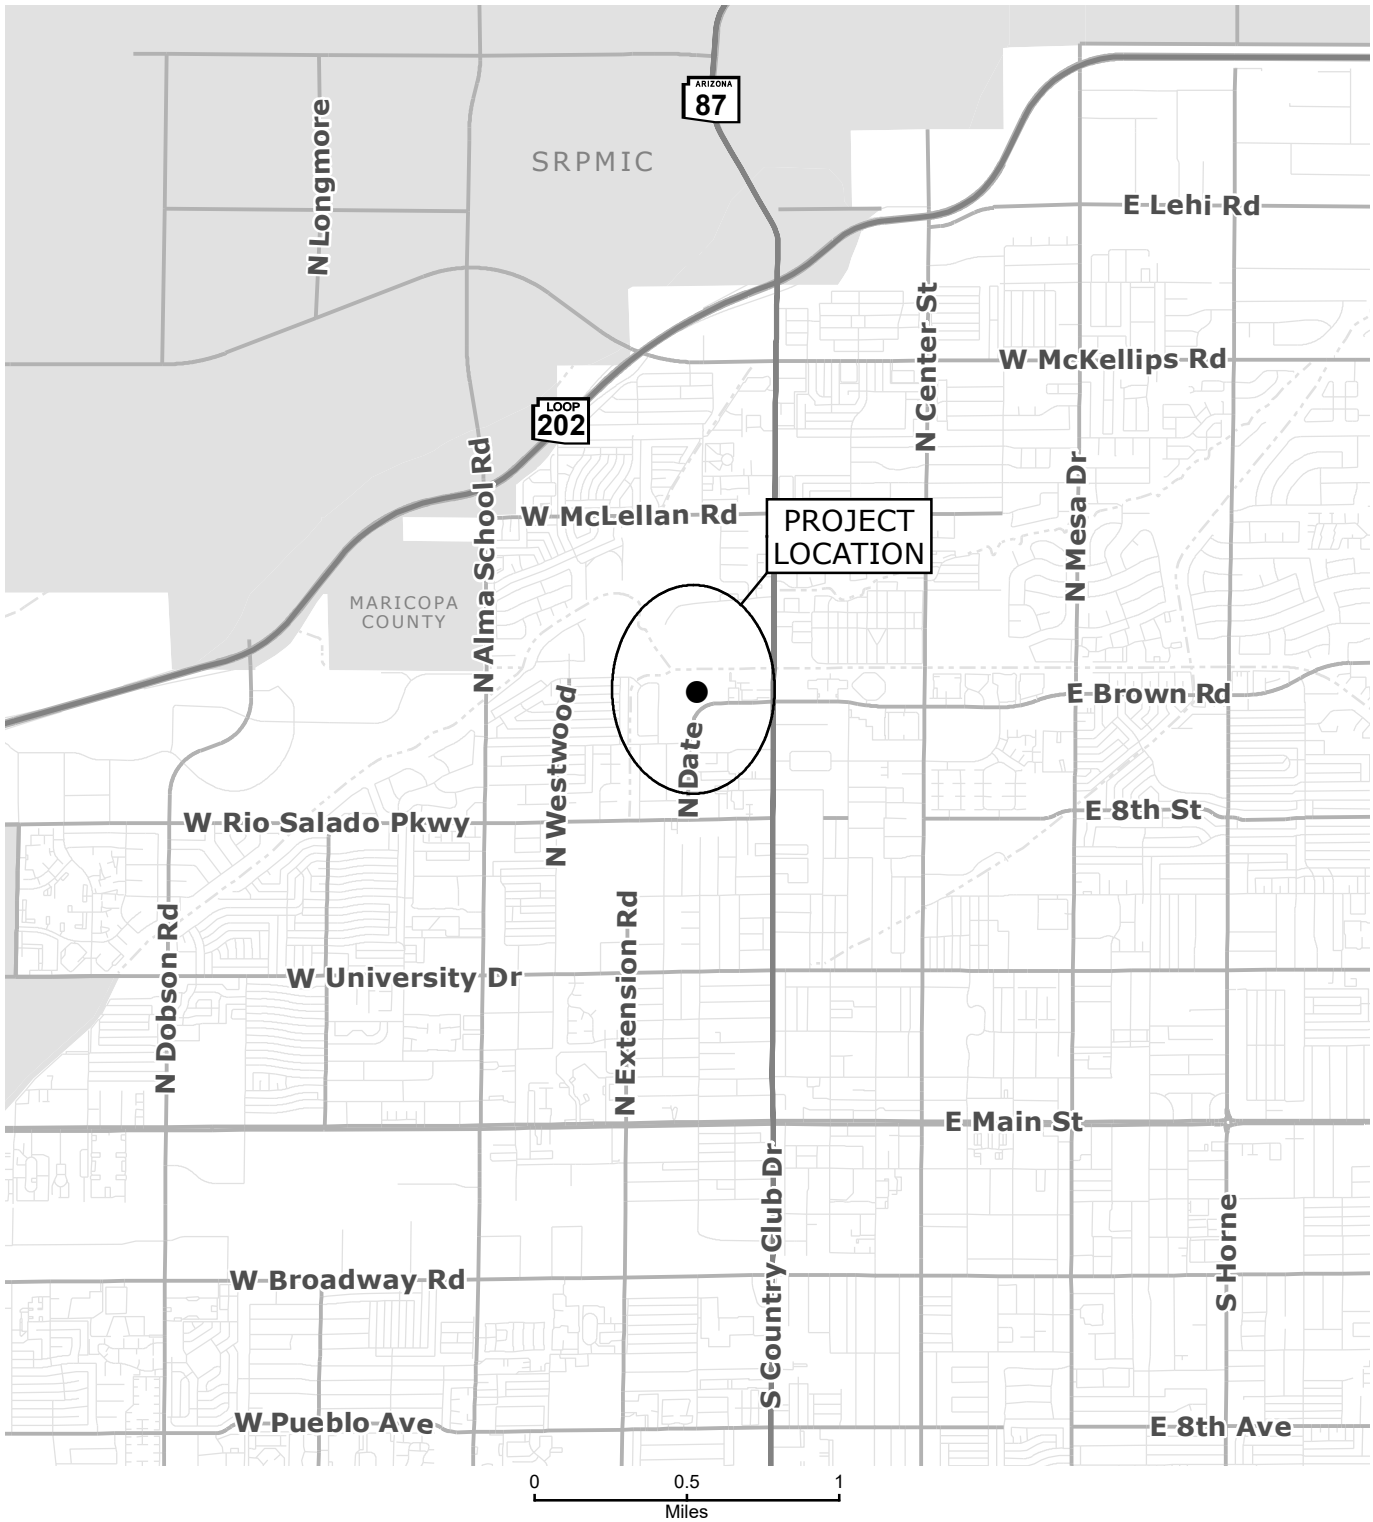 ARIZONA
87
N Longmore
SRPMIC
E Lehi Rd
N Center St
W McKellips Rd
LOOP
202
N Alma School Rd
N Mesa Dr
W McLellan Rd
PROJECT
LOCATION
MARICOPA
COUNTY
N Westwood
E Brown Rd
N Date
W Rio Salado Pkwy
E 8th St
N Extension Rd
N Dobson Rd
W University Dr
E Main St
S Country Club Dr
S Horne
W Broadway Rd
W Pueblo Ave
E 8th Ave
0 0.5 1
Miles